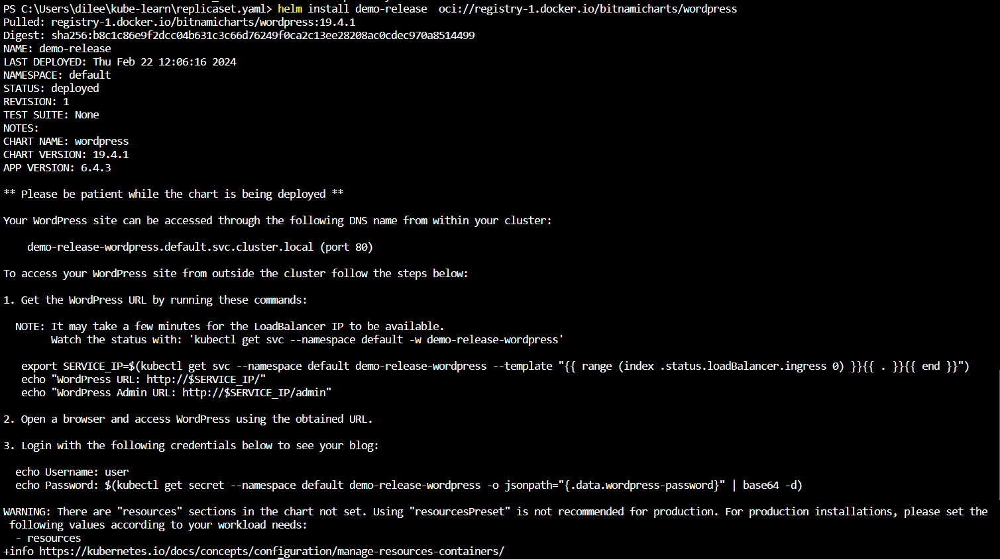 PS C:\Users\dilee\kube-learn\replicaset.yaml> helm install demo-release  oci://registry-1.docker.io/bitnamicharts/wordpress
Pulled: registry-1.docker.io/bitnamicharts/wordpress:19.4.1
Digest: sha256:b8c1c86e9f2dcc04b631c3c66d76249f0ca2c13ee28208ac0cdec970a8514499
NAME: demo-release
LAST DEPLOYED: Thu Feb 22 12:06:16 2024
NAMESPACE: default
STATUS: deployed
REVISION: 1
TEST SUITE: None
NOTES:
CHART NAME: wordpress
CHART VERSION: 19.4.1
APP VERSION: 6.4.3

** Please be patient while the chart is being deployed **

Your WordPress site can be accessed through the following DNS name from within your cluster:

    demo-release-wordpress.default.svc.cluster.local (port 80)

To access your WordPress site from outside the cluster follow the steps below:

1. Get the WordPress URL by running these commands:

  NOTE: It may take a few minutes for the LoadBalancer IP to be available.
        Watch the status with: 'kubectl get svc --namespace default -w demo-release-wordpress'

   export SERVICE_IP=$(kubectl get svc --namespace default demo-release-wordpress --template "{{ range (index .status.loadBalancer.ingress 0) }}{{ . }}{{ end }}")
   echo "WordPress URL: http://$SERVICE_IP/"
   echo "WordPress Admin URL: http://$SERVICE_IP/admin"

2. Open a browser and access WordPress using the obtained URL.

3. Login with the following credentials below to see your blog:

  echo Username: user
  echo Password: $(kubectl get secret --namespace default demo-release-wordpress -o jsonpath="{.data.wordpress-password}" | base64 -d)

WARNING: There are "resources" sections in the chart not set. Using "resourcesPreset" is not recommended for production. For production installations, please set the
 following values according to your workload needs:
  - resources
+info https://kubernetes.io/docs/concepts/configuration/manage-resources-containers/